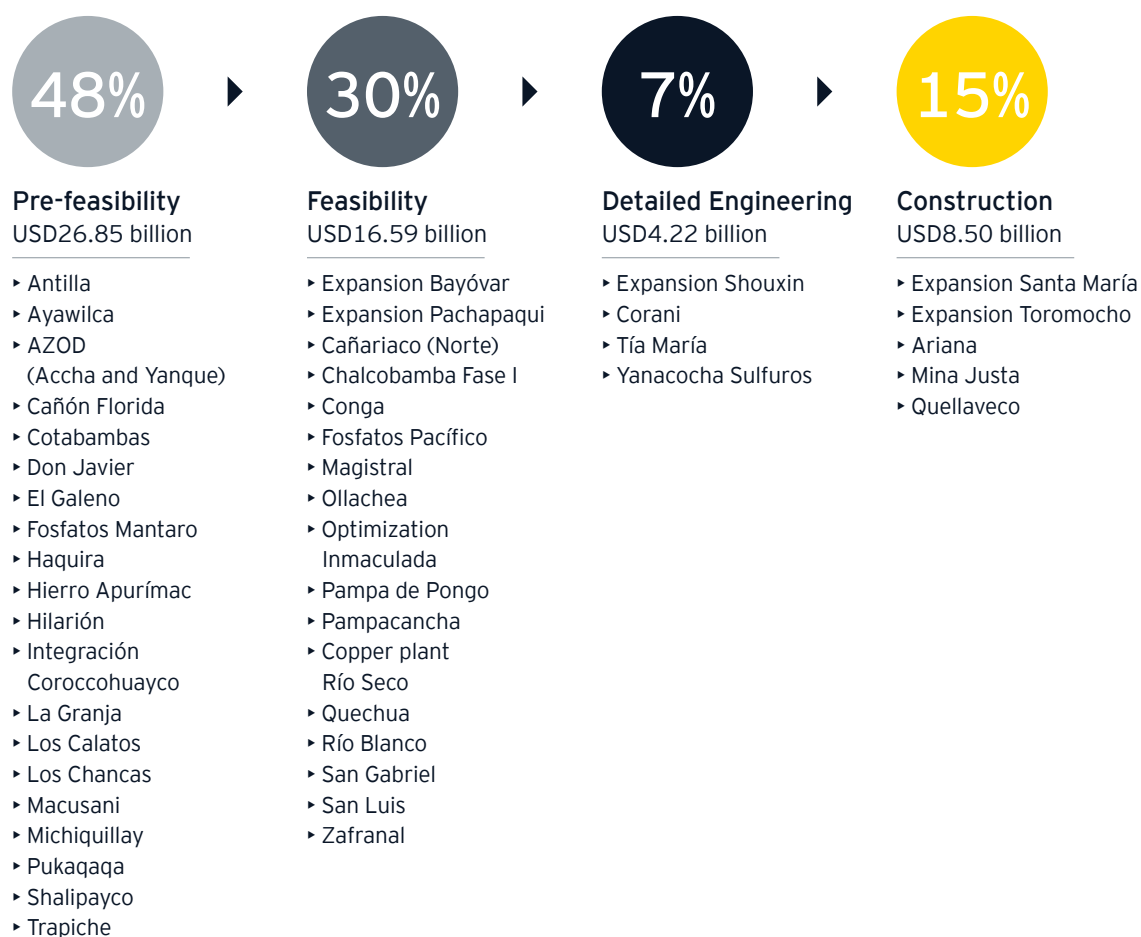 48%
Pre-feasibility
USD26.85 billion
‣ Antilla
‣ Ayawilca
‣ AZOD
(Accha and Yanque)
‣ Cañón Florida
‣ Cotabambas
‣ Don Javier
‣ El Galeno
‣ Fosfatos Mantaro
‣ Haquira
‣ Hierro Apurímac
‣ Hilarión
‣ Integración
Coroccohuayco
‣ La Granja
‣ Los Calatos
‣ Los Chancas
‣ Macusani
‣ Michiquillay
‣ Pukaqaqa
‣ Shalipayco
‣ Trapiche
30%
Feasibility
USD16.59 billion
‣ Expansion Bayóvar
‣ Expansion Pachapaqui
‣ Cañariaco (Norte)
‣ Chalcobamba Fase I
‣ Conga
‣ Fosfatos Pacífico
‣ Magistral
‣ Ollachea
‣ Optimization
Inmaculada
‣ Pampa de Pongo
‣ Pampacancha
‣ Copper plant
Río Seco
‣ Quechua
‣ Río Blanco
‣ San Gabriel
‣ San Luis
‣ Zafranal
7%
Detailed Engineering
USD4.22 billion
‣ Expansion Shouxin
‣ Corani
‣ Tía María
‣ Yanacocha Sulfuros
15%
Construction
USD8.50 billion
‣ Expansion Santa María
‣ Expansion Toromocho
‣ Ariana
‣ Mina Justa
‣ Quellaveco